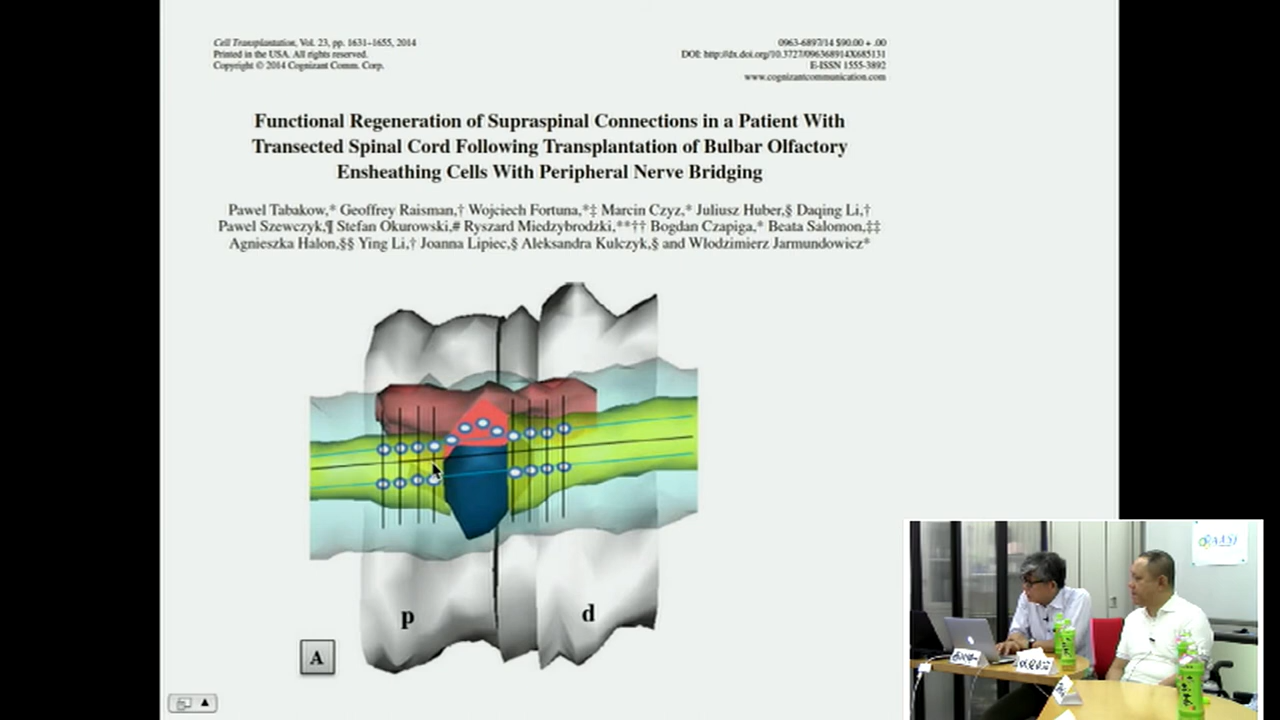 Cell Transplantation, Vol. 23, pp. 1631–1655, 2014
Printed in the USA. All rights reserved.
Copyright © 2014 Cognizant Comm. Corp.
0963-6897/14 $90.00 + .00
DOI: http://dx.doi.org/10.3727/096368914X685131
E-ISSN 1555-3892
www.cognizantcommunication.com
Functional Regeneration of Supraspinal Connections in a Patient With
Transected Spinal Cord Following Transplantation of Bulbar Olfactory
Ensheathing Cells With Peripheral Nerve Bridging
Pawel Tabakow,* Geoffrey Raisman,† Wojciech Fortuna,*‡ Marcin Czyz,* Juliusz Huber,§ Daqing Li,†
Pawel Szewczyk,¶ Stefan Okurowski,# Ryszard Miedzybrodzki,**†† Bogdan Czapiga,* Beata Salomon,‡‡
Agnieszka Halon,§§ Ying Li,† Joanna Lipiec,§ Aleksandra Kulczyk,§ and Wlodzimierz Jarmundowicz*
p
d
A